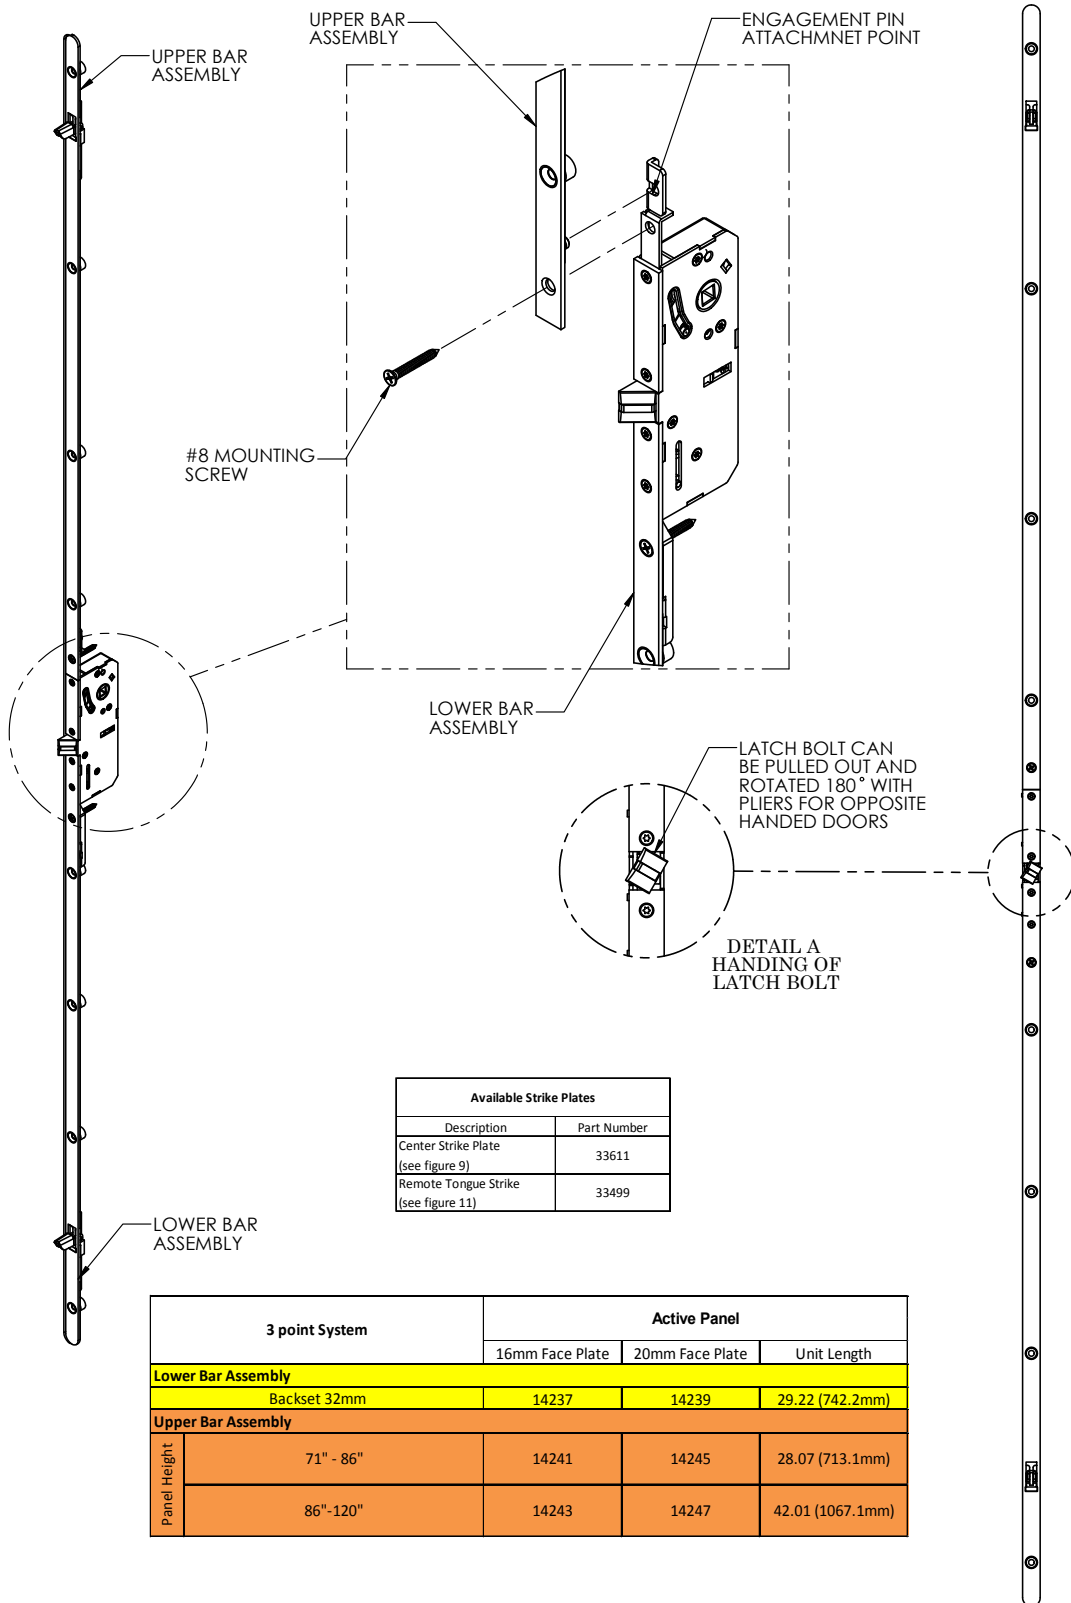 UPPER BAR
ASSEMBLY
UPPER BAR
ASSEMBLY
ENGAGEMENT PIN
ATTACHMNET POINT
#8 MOUNTING
SCREW
LOWER BAR
ASSEMBLY
LATCH BOLT CAN
BE PULLED OUT AND
ROTATED 180° WITH
PLIERS FOR OPPOSITE
HANDED DOORS
DETAIL A
HANDING OF
LATCH BOLT
Available Strike Plates
Description Part Number
Center Strike Plate
(see figure 9) 33611
Remote Tongue Strike
(see figure 11) 33499
LOWER BAR
ASSEMBLY
3 point System Active Panel
16mm Face Plate 20mm Face Plate Unit Length
Lower Bar Assembly
Backset 32mm 14237 14239 29.22 (742.2mm)
Upper Bar Assembly
Panel Height
71" - 86" 14241 14245 28.07 (713.1mm)
86"-120" 14243 14247 42.01 (1067.1mm)